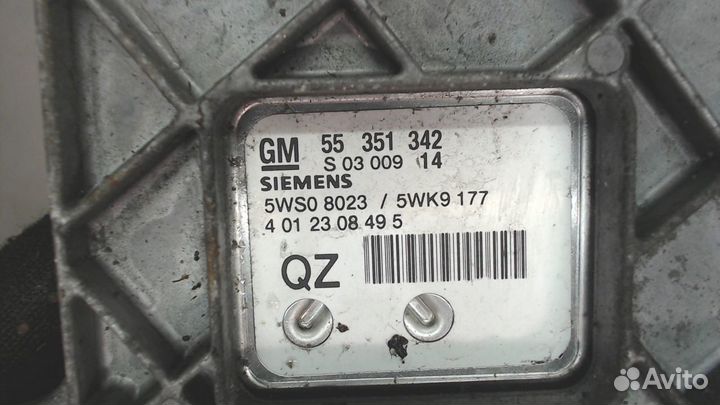 GM 55 351 342
S 03 009 14
SIEMENS
5WS0 8023 / 5WK9 177
4 01 23 08 49 5
QZ
Avito